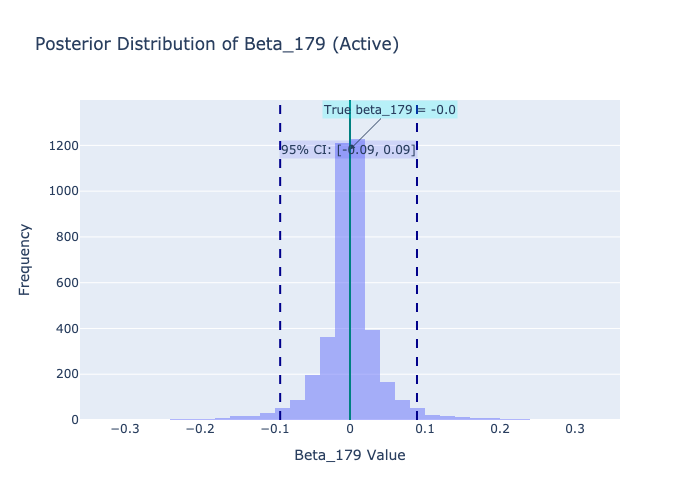 Posterior Distribution of Beta_179 (Active)
True beta_179 = -0.0
95% CI: [-0.09, 0.09]
1200
1000
800
600
400
200
0
Frequency
−0.3
−0.2
−0.1
0
0.1
0.2
0.3
Beta_179 Value